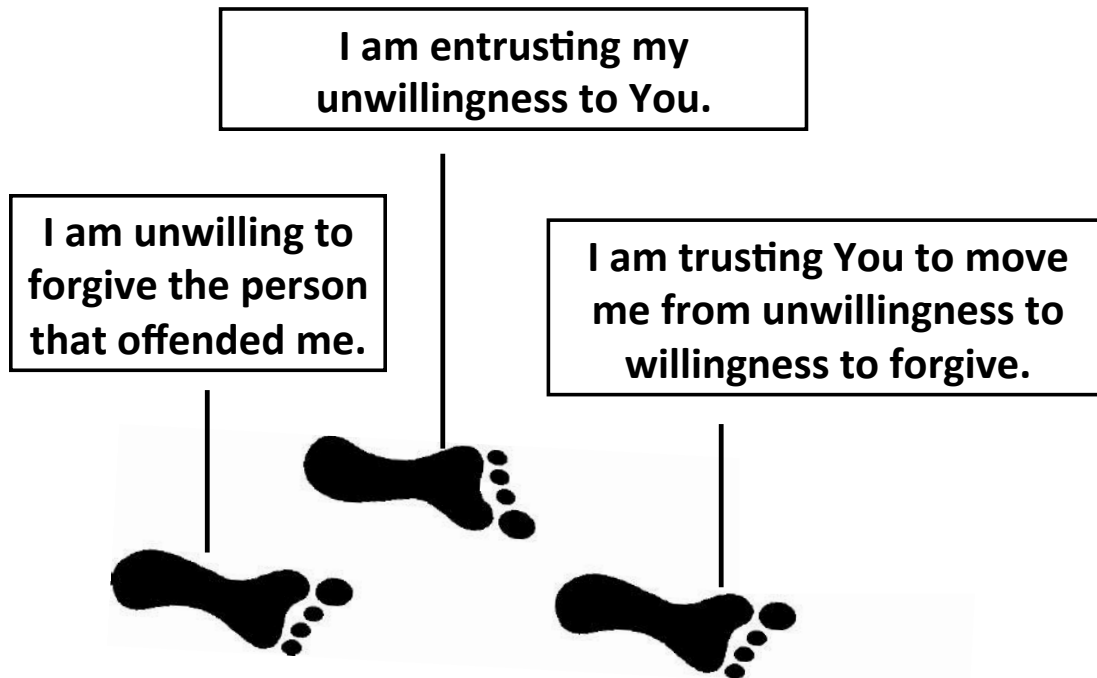 I am entrusting my
unwillingness to You.
I am unwilling to
forgive the person
that offended me.
I am trusting You to move
me from unwillingness to
willingness to forgive.